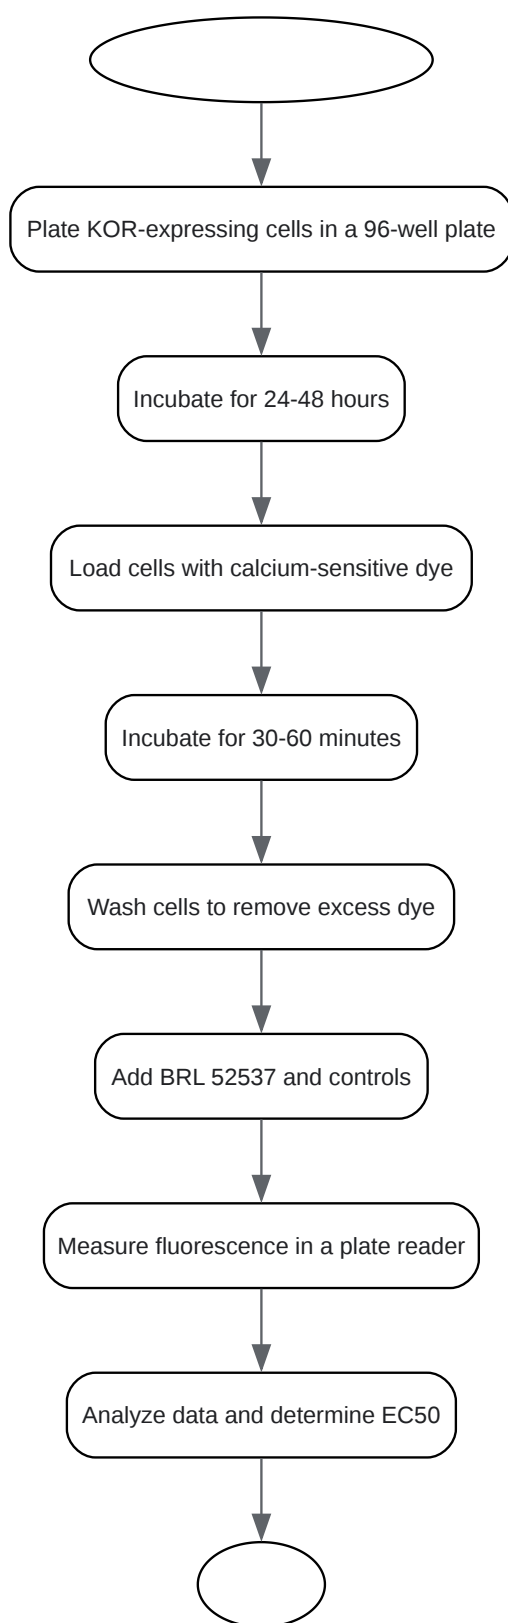 Plate KOR-expressing cells in a 96-well plate
Incubate for 24-48 hours
Load cells with calcium-sensitive dye
Incubate for 30-60 minutes
Wash cells to remove excess dye
Add BRL 52537 and controls
Measure fluorescence in a plate reader
Analyze data and determine EC50